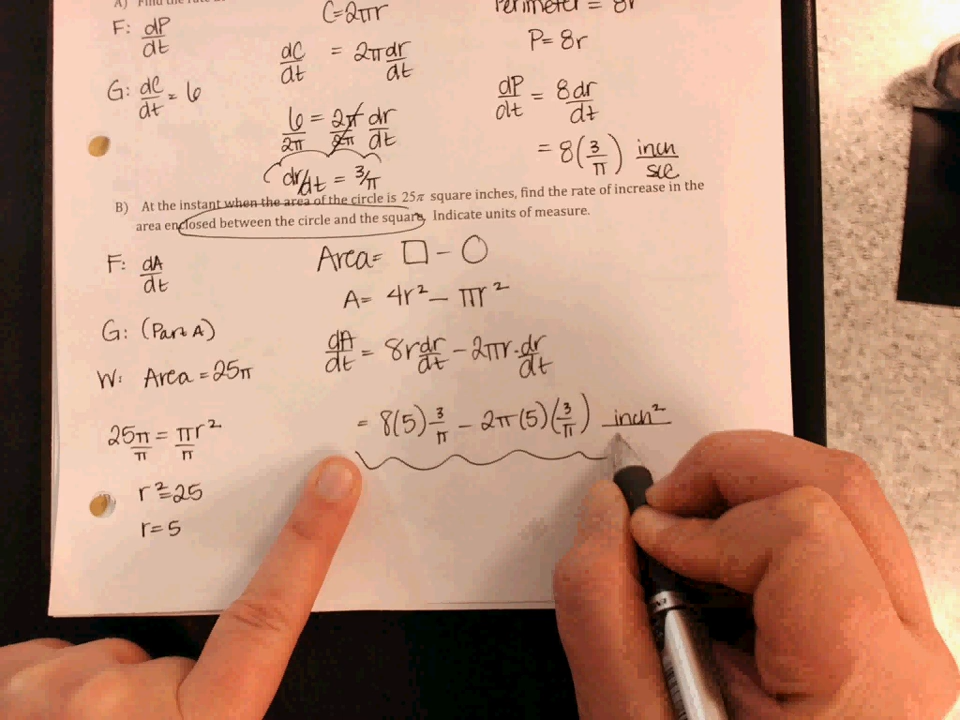 A) Find the rate
C=2πr
Perimeter = 8r
F: dP/dt
P= 8r
dC/dt = 2π dr/dt
G: dC/dt = 6
dP/dt = 8 dr/dt
6/2π = 2π/2π dr/dt
= 8(3/π) inch/sec
dr/dt = 3/π
B) At the instant when the area of the circle is 25π square inches, find the rate of increase in the
area enclosed between the circle and the square. Indicate units of measure.
F: dA/dt
Area= □ - ○
A= 4r² - πr²
G: (Part A)
dA/dt = 8r dr/dt - 2πr· dr/dt
W: Area = 25π
= 8(5) 3/π - 2π(5)(3/π) inch²
25π/π = πr²/π
r²=25
r=5